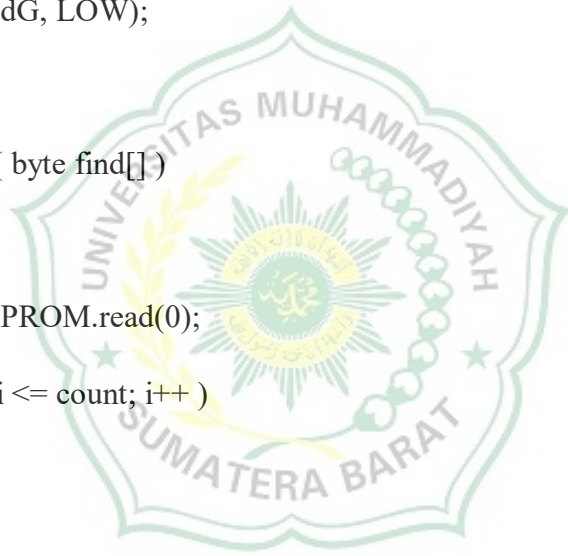 dG, LOW);
( byte find[] )
PROM.read(0);
i <= count; i++ )
UNIVERSITAS MUHAMMADIYAH
SUMATERA BARAT